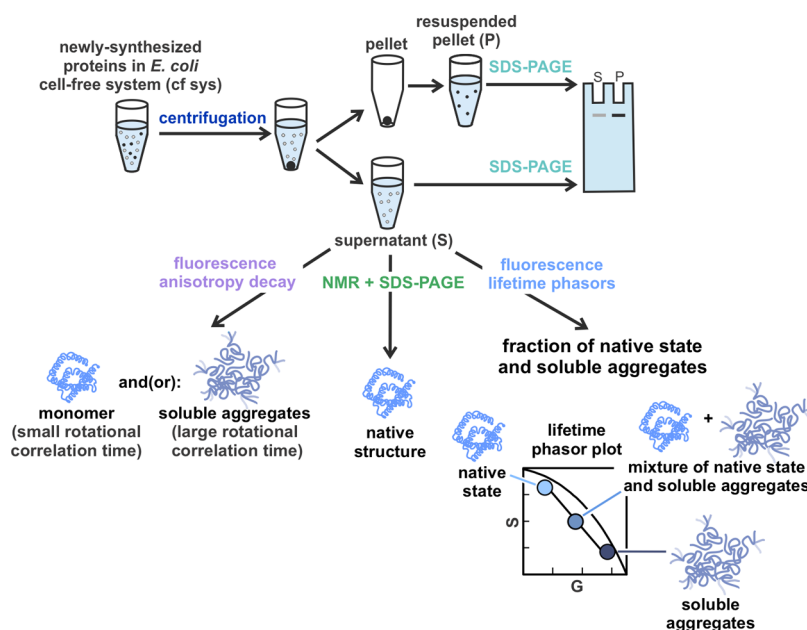 newly-synthesized
proteins in E. coli
cell-free system (cf sys)
centrifugation
pellet
resuspended
pellet (P)
SDS-PAGE
S P
SDS-PAGE
supernatant (S)
fluorescence
anisotropy decay
NMR + SDS-PAGE
fluorescence
lifetime phasors
monomer
(small rotational
correlation time)
and(or):
soluble aggregates
(large rotational
correlation time)
native
structure
fraction of native state
and soluble aggregates
+
native
state
lifetime
phasor plot
mixture of native state
and soluble aggregates
S
G
soluble
aggregates